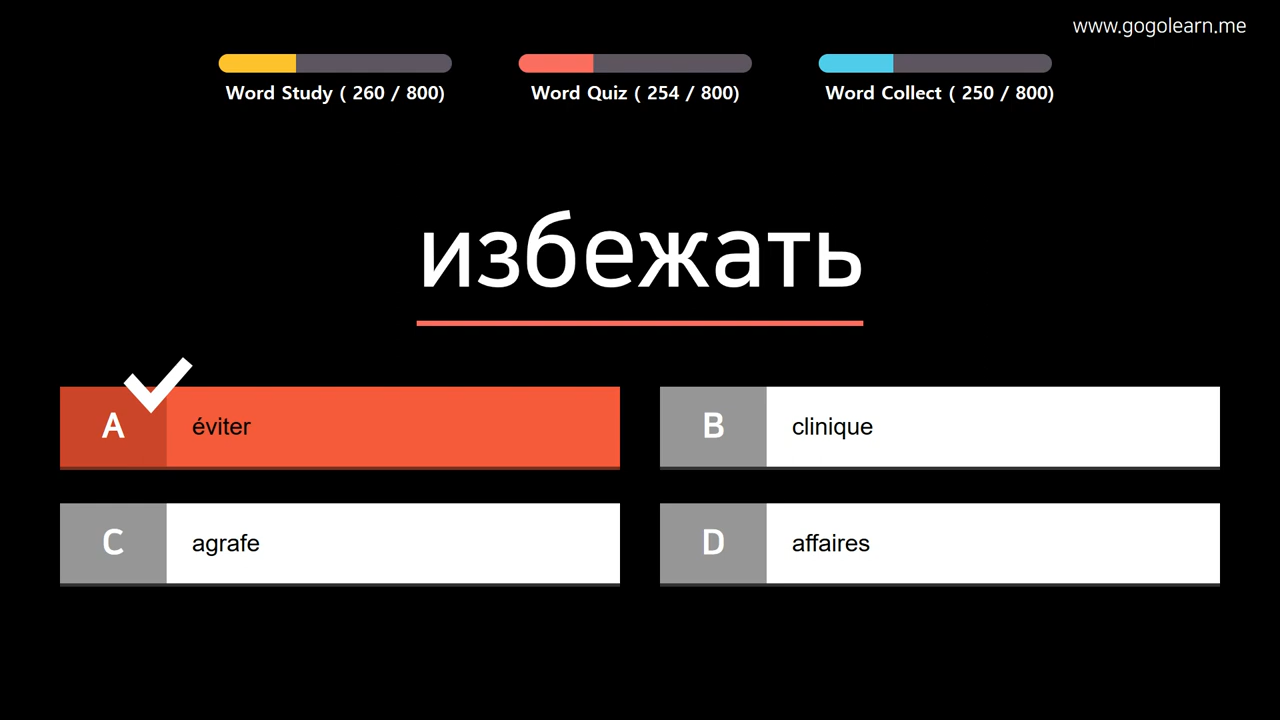 www.gogolearn.me
Word Study ( 260 / 800)
Word Quiz ( 254 / 800)
Word Collect ( 250 / 800)
избежать
A éviter
B clinique
C agrafe
D affaires